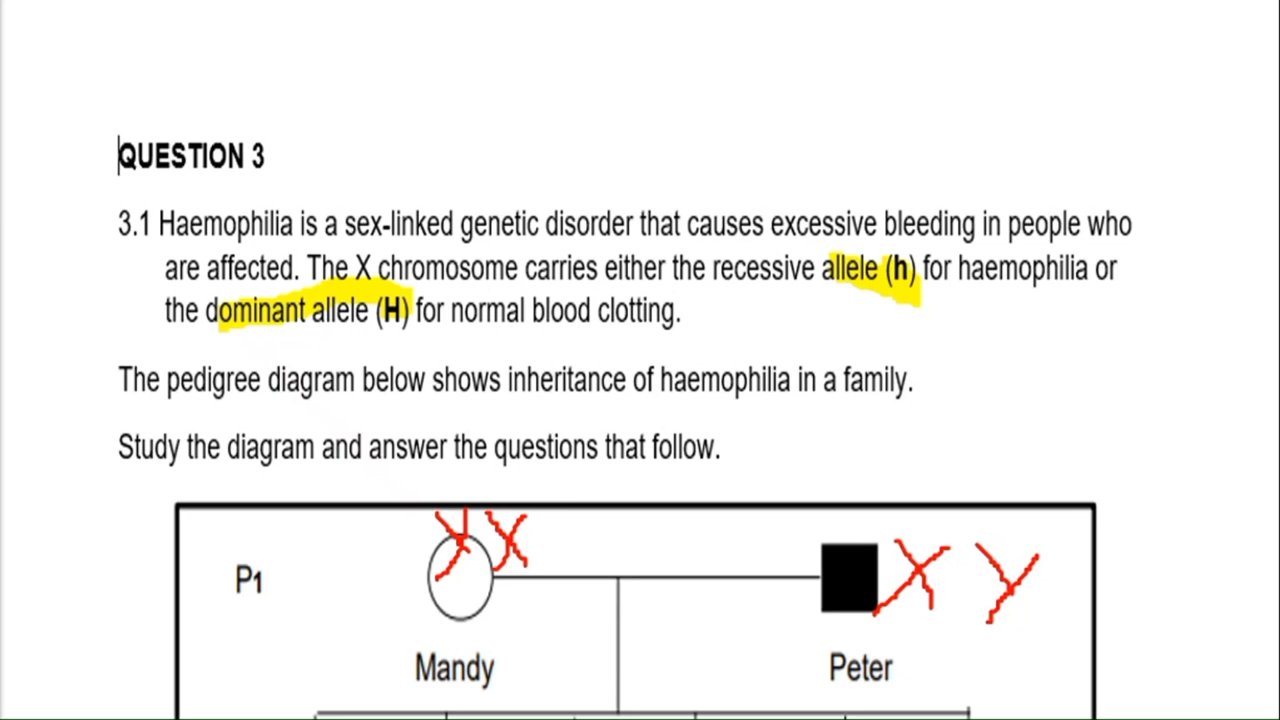 QUESTION 3
3.1 Haemophilia is a sex-linked genetic disorder that causes excessive bleeding in people who
are affected. The X chromosome carries either the recessive allele (h) for haemophilia or
the dominant allele (H) for normal blood clotting.
The pedigree diagram below shows inheritance of haemophilia in a family.
Study the diagram and answer the questions that follow.
X X
X Y
P1
Mandy
Peter